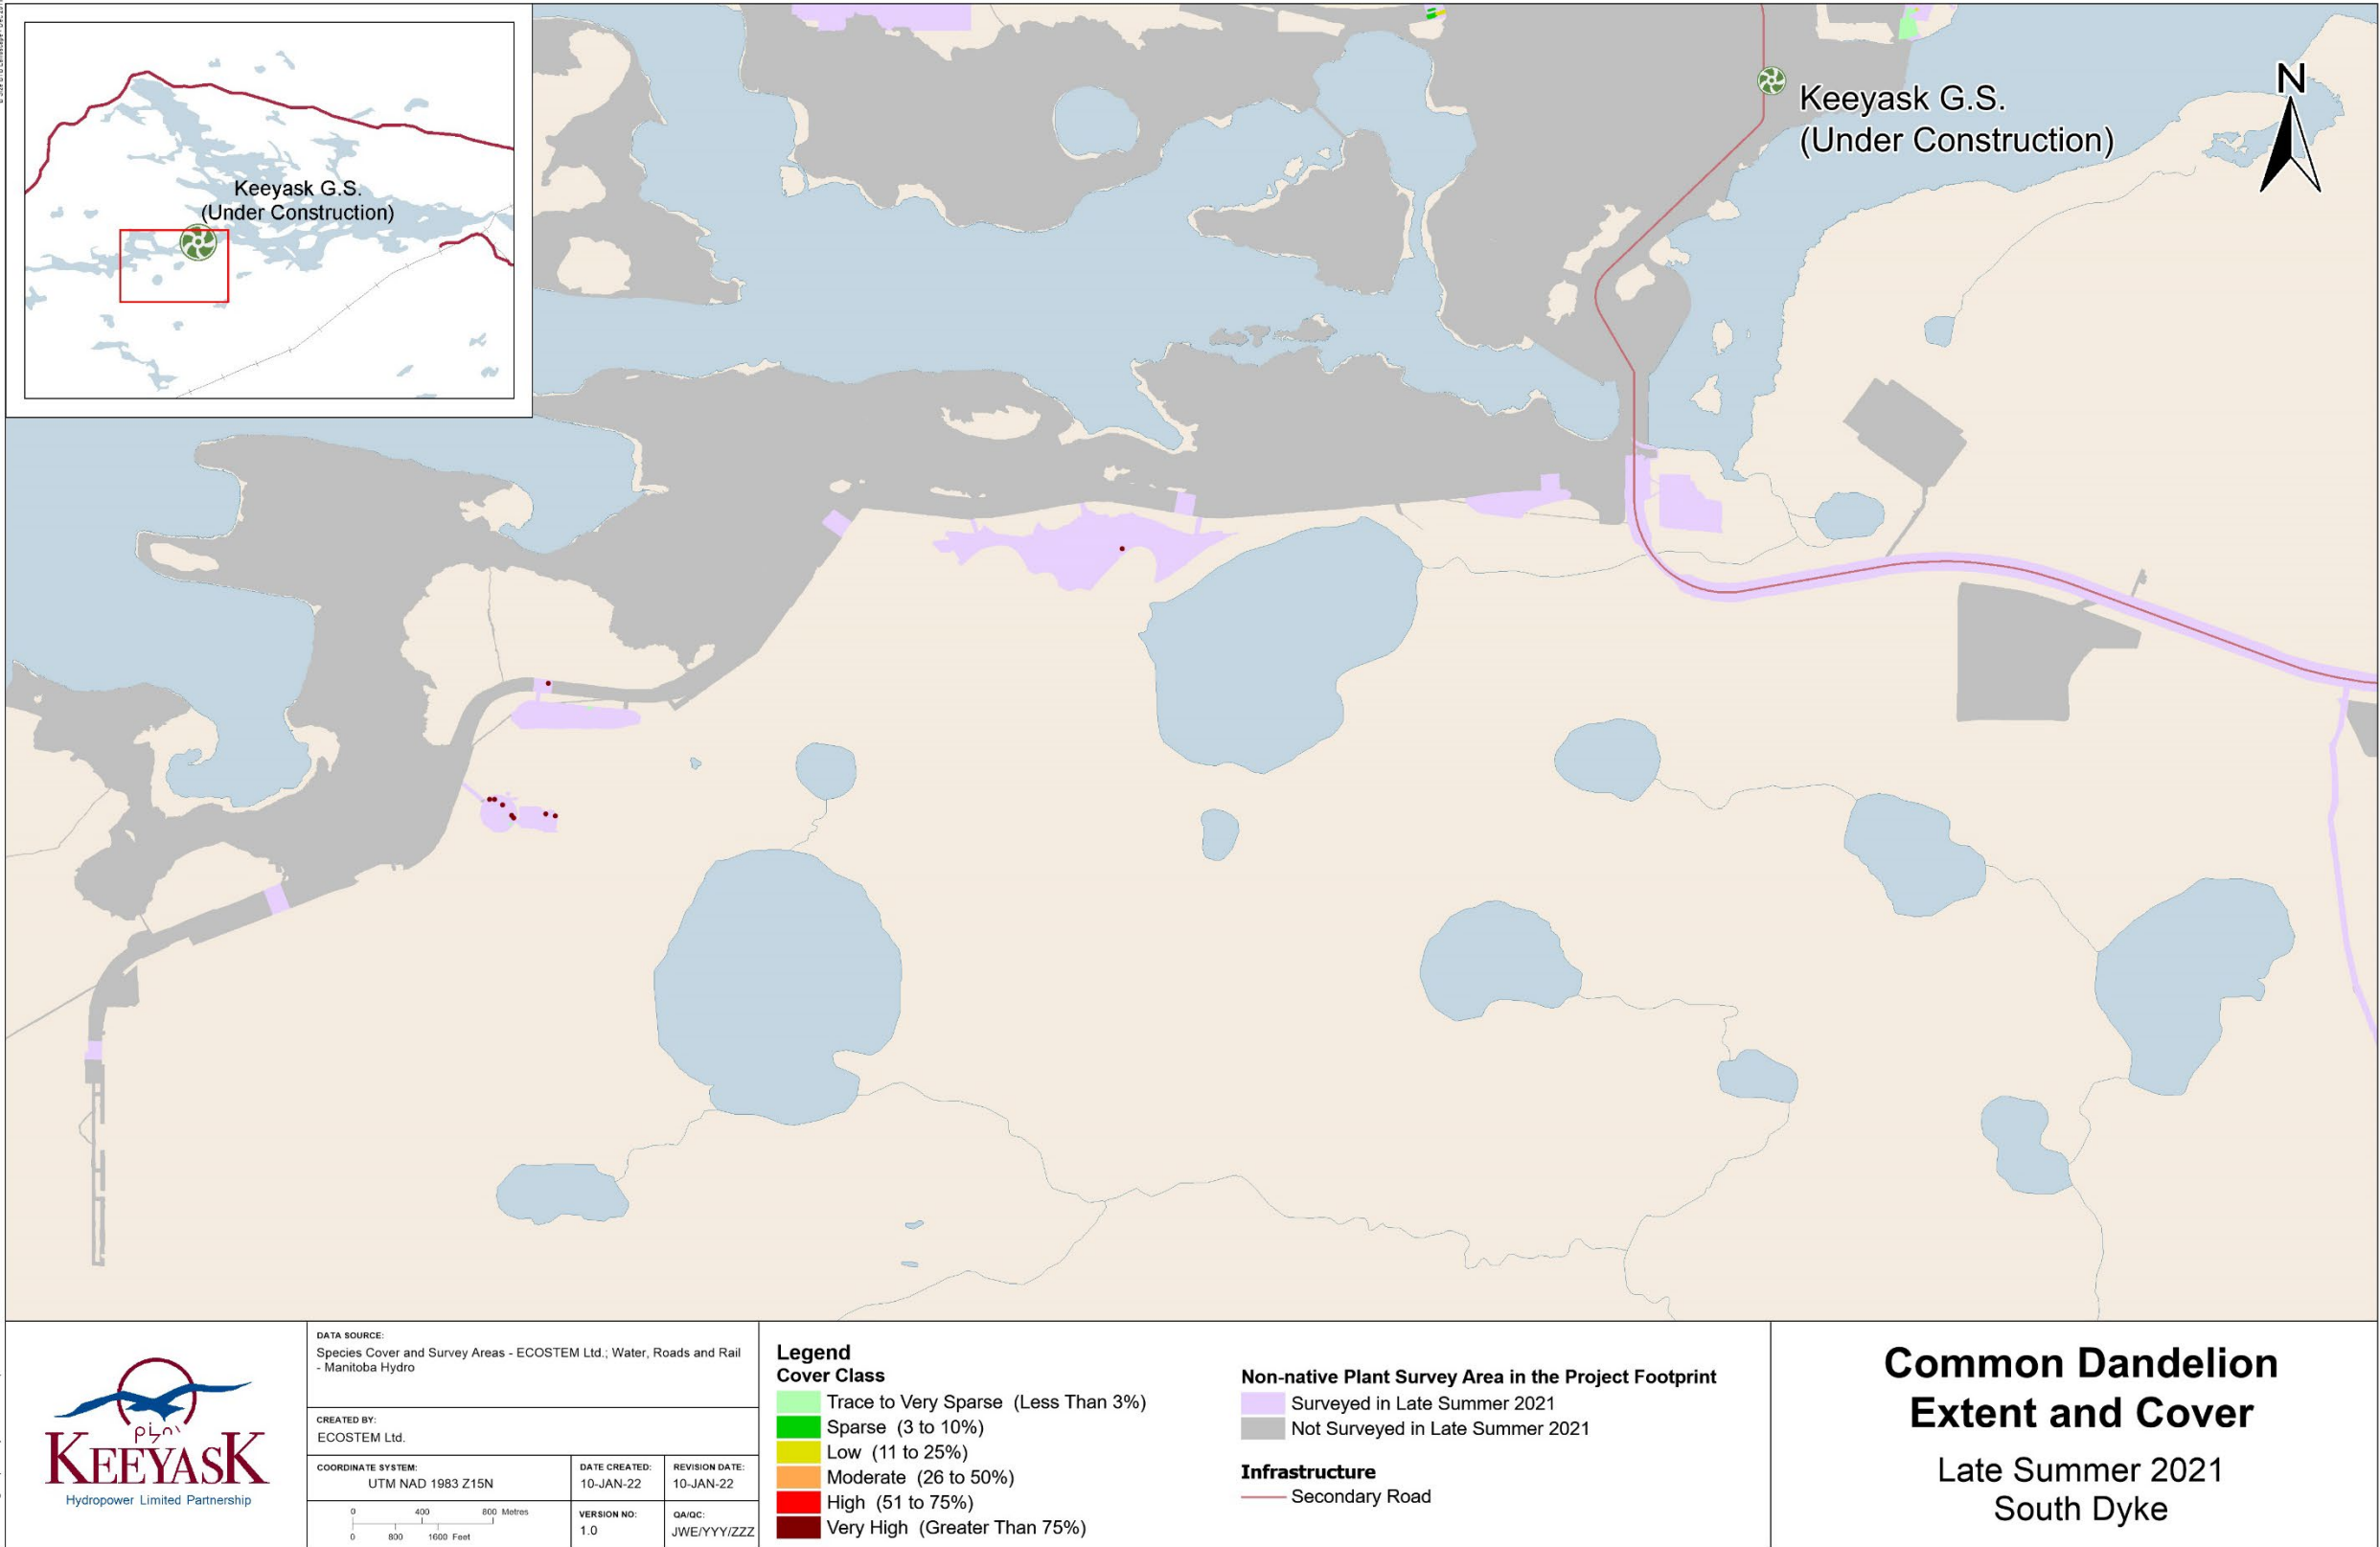 Keeyask G.S.
(Under Construction)
Keeyask G.S.
(Under Construction)
N
KEEYASK
Hydropower Limited Partnership
DATA SOURCE:
Species Cover and Survey Areas - ECOSTEM Ltd.; Water, Roads and Rail
- Manitoba Hydro
CREATED BY:
ECOSTEM Ltd.
COORDINATE SYSTEM:
UTM NAD 1983 Z15N
DATE CREATED:
10-JAN-22
REVISION DATE:
10-JAN-22
0 400 800 Metres
0 800 1600 Feet
VERSION NO:
1.0
QA/QC:
JWE/YYY/ZZZ
Legend
Cover Class
Trace to Very Sparse (Less Than 3%)
Sparse (3 to 10%)
Low (11 to 25%)
Moderate (26 to 50%)
High (51 to 75%)
Very High (Greater Than 75%)
Non-native Plant Survey Area in the Project Footprint
Surveyed in Late Summer 2021
Not Surveyed in Late Summer 2021
Infrastructure
Secondary Road
Common Dandelion
Extent and Cover
Late Summer 2021
South Dyke